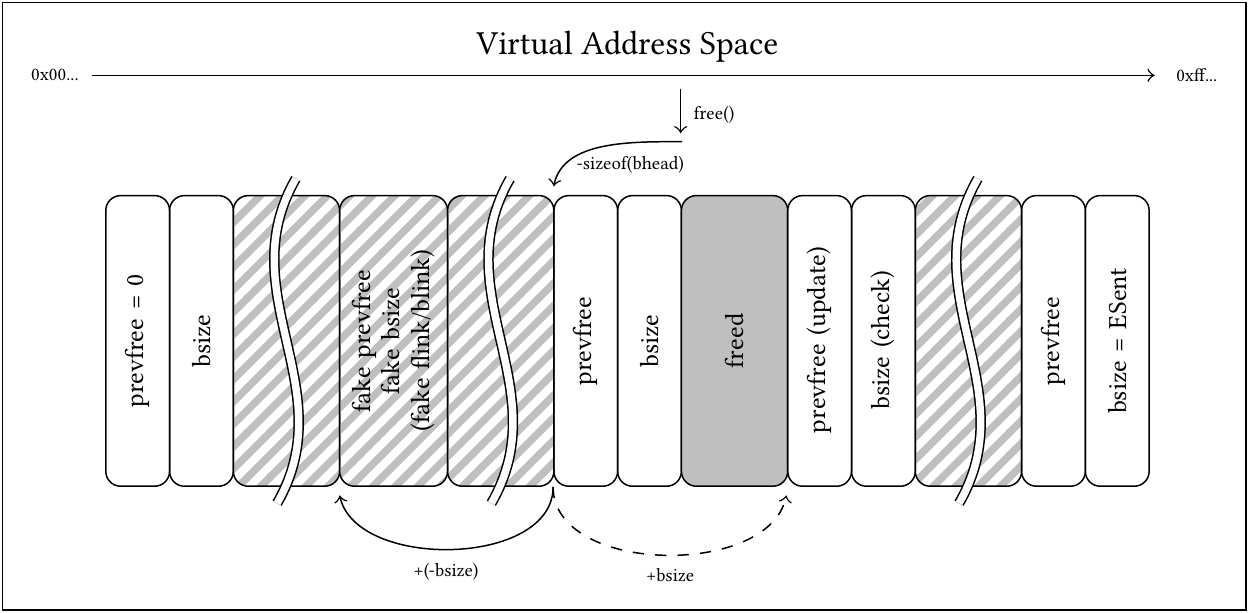 Virtual Address Space
0x00...
0xff...
free()
-sizeof(bhead)
prevfree = 0
bsize
fake prevfree
fake bsize
(fake flink/blink)
prevfree
bsize
freed
prevfree (update)
bsize (check)
prevfree
bsize = ESent
+(-bsize)
+bsize